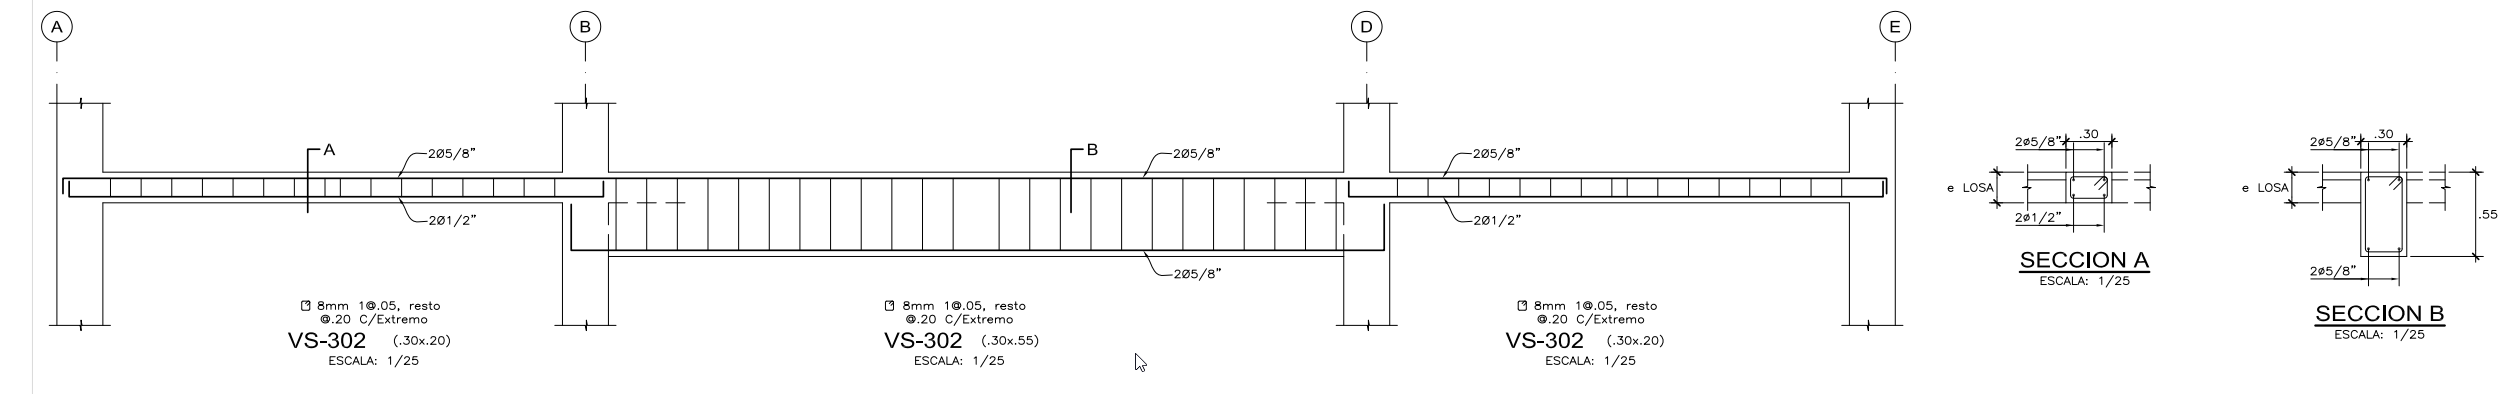 A
B
D
E
A
2Ø5/8"
2Ø1/2"
2Ø5/8"
B
2Ø5/8"
2Ø5/8"
2Ø1/2"
8mm 1@.05, resto
@.20 C/Extremo
VS-302 (.30x.20)
ESCALA: 1/25
8mm 1@.05, resto
@.20 C/Extremo
VS-302 (.30x.55)
ESCALA: 1/25
8mm 1@.05, resto
@.20 C/Extremo
VS-302 (.30x.20)
ESCALA: 1/25
2ø5/8"
.30
e LOSA
2ø1/2"
SECCION A
ESCALA: 1/25
2ø5/8"
.30
e LOSA
.55
2ø5/8"
SECCION B
ESCALA: 1/25